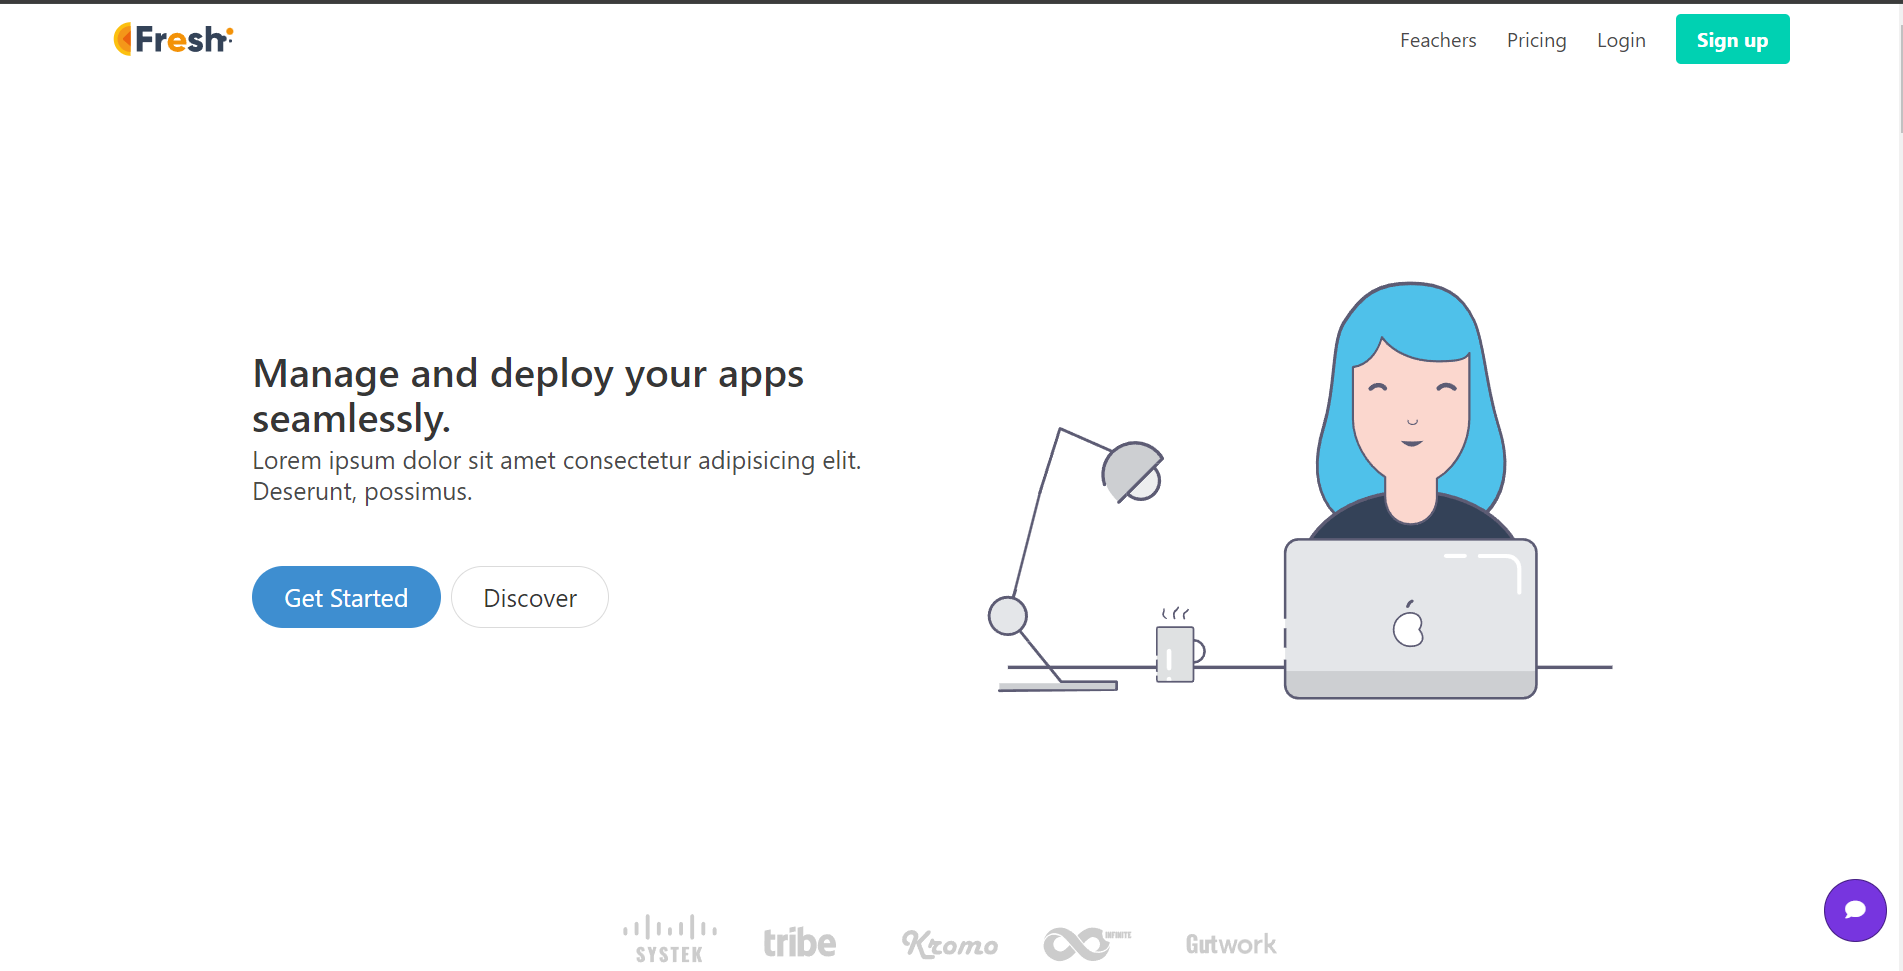 Fresh
Feachers
Pricing
Login
Sign up
Manage and deploy your apps
seamlessly.
Lorem ipsum dolor sit amet consectetur adipisicing elit.
Deserunt, possimus.
Get Started
Discover
SYSTEK
tribe
Kromo
INFINITE
Gutwork